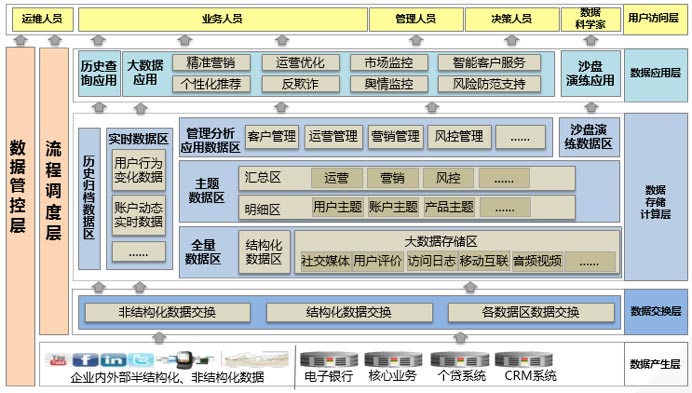 运维人员
业务人员
管理人员
决策人员
数据
科学家
用户访问层
数据管控层
流程调度层
历史查
询应用
大数据
应用
精准营销
运营优化
市场监控
智能客户服务
个性化推荐
反欺诈
舆情监控
风险防范支持
沙盘
演练应用
数据应用层
历史归档数据区
实时数据区
用户行为
变化数据
账户动态
实时数据
......
管理分析
应用数据区
客户管理
运营管理
营销管理
风控管理
......
沙盘演
练数据区
主题
数据区
汇总区
运营
营销
风控
......
明细区
用户主题
账户主题
产品主题
......
全量
数据区
结构化
数据区
大数据存储区
社交媒体
用户评价
访问日志
移动互联
音频视频
......
数据
存储
计算层
非结构化数据交换
结构化数据交换
各数据区数据交换
数据交换层
You
Tube
f
in
企业内外部半结构化、非结构化数据
电子银行
核心业务
个贷系统
CRM系统
数据产生层